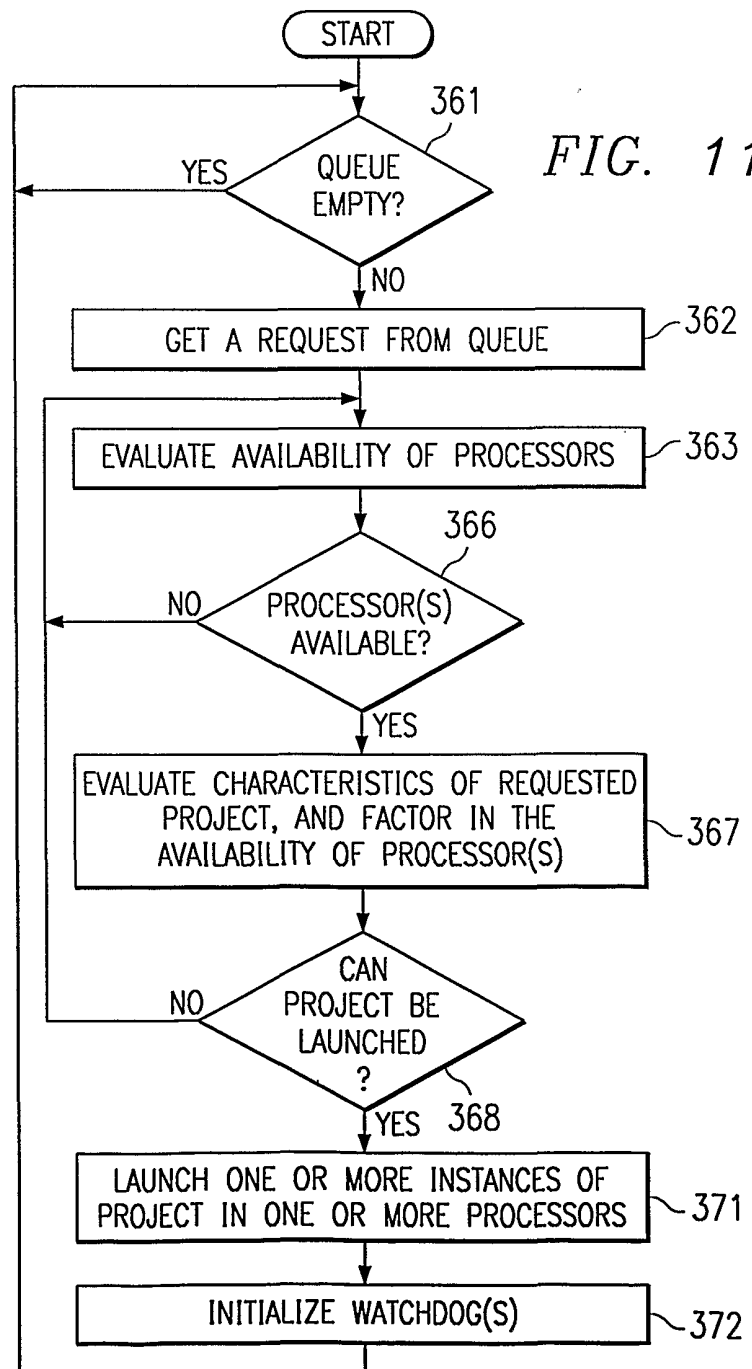 START
361
FIG. 11
YES
QUEUE
EMPTY?
NO
GET A REQUEST FROM QUEUE
362
EVALUATE AVAILABILITY OF PROCESSORS
363
366
NO
PROCESSOR(S)
AVAILABLE?
YES
EVALUATE CHARACTERISTICS OF REQUESTED
PROJECT, AND FACTOR IN THE
AVAILABILITY OF PROCESSOR(S)
367
NO
CAN
PROJECT BE
LAUNCHED
?
368
YES
LAUNCH ONE OR MORE INSTANCES OF
PROJECT IN ONE OR MORE PROCESSORS
371
INITIALIZE WATCHDOG(S)
372